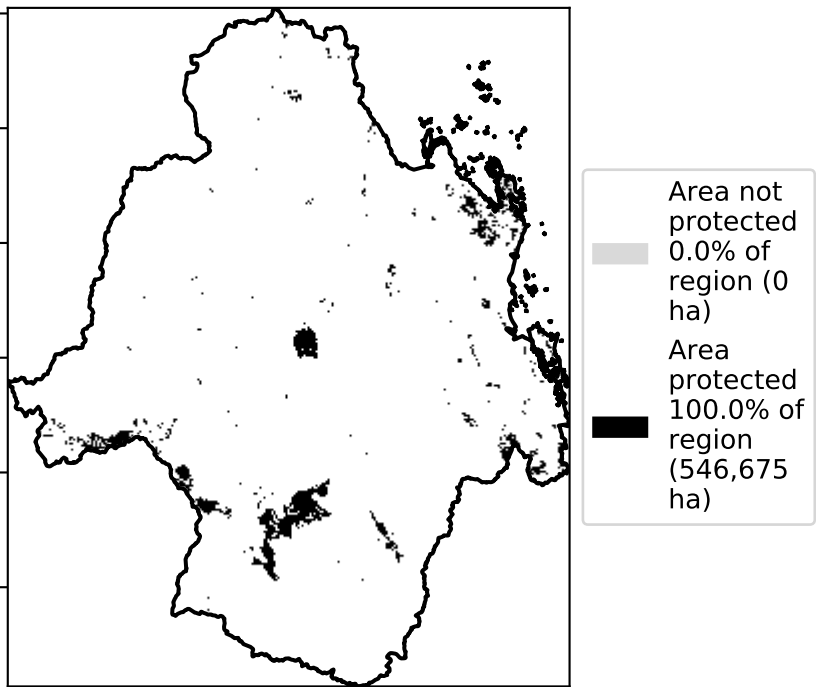 Area not
protected
0.0% of
region (0
ha)
Area
protected
100.0% of
region
(546,675
ha)